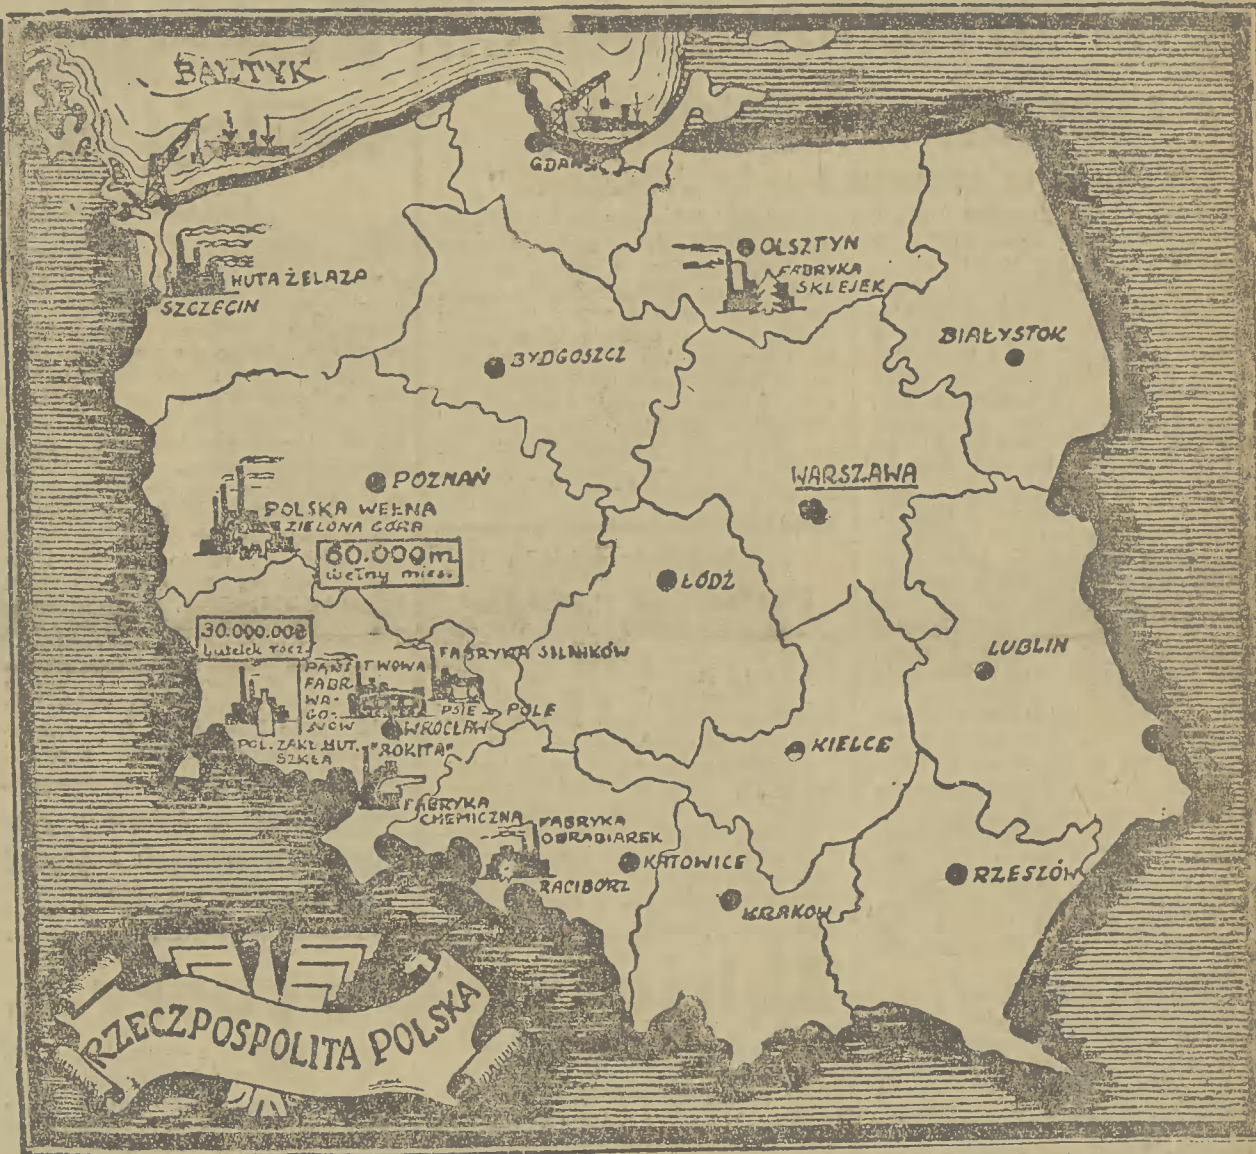 BAŁTYK
GDAŃSK
HUTA ŻELAZA
SZCZECIN
OLSZTYN
FABRYKA
SKLEJEK
BIAŁYSTOK
BYDGOSZCZ
POZNAŃ
POLSKA WEŁNA
ZIELONA GÓRA
60.000 m
wełny mies.
WARSZAWA
ŁÓDŹ
30.000.000
butelek rocz.
PAŃSTWOWA
FABR.
WA-
GO-
NÓW
FABRYKA SILNIKÓW
PSIE POLE
WROCŁAW
POL. ZAKŁ. HUT.
SZKŁA
"ROKITA"
FABRYKA
CHEMICZNA
FABRYKA
OBRABIAREK
RACIBÓRZ
LUBLIN
KIELCE
KATOWICE
KRAKÓW
RZESZÓW
RZECZPOSPOLITA POLSKA